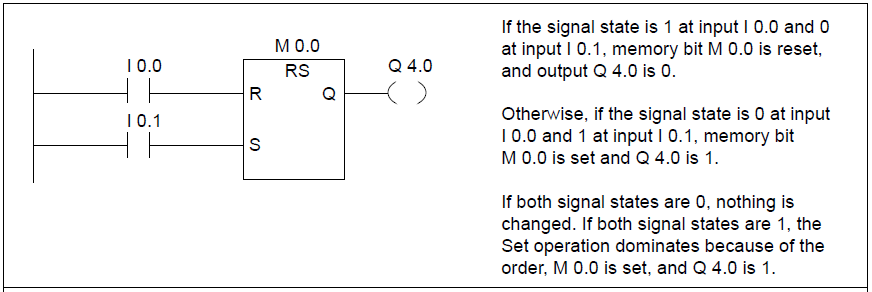 M 0.0
I 0.0
RS
Q 4.0
R
Q
I 0.1
S
If the signal state is 1 at input I 0.0 and 0
at input I 0.1, memory bit M 0.0 is reset,
and output Q 4.0 is 0.
Otherwise, if the signal state is 0 at input
I 0.0 and 1 at input I 0.1, memory bit
M 0.0 is set and Q 4.0 is 1.
If both signal states are 0, nothing is
changed. If both signal states are 1, the
Set operation dominates because of the
order, M 0.0 is set, and Q 4.0 is 1.